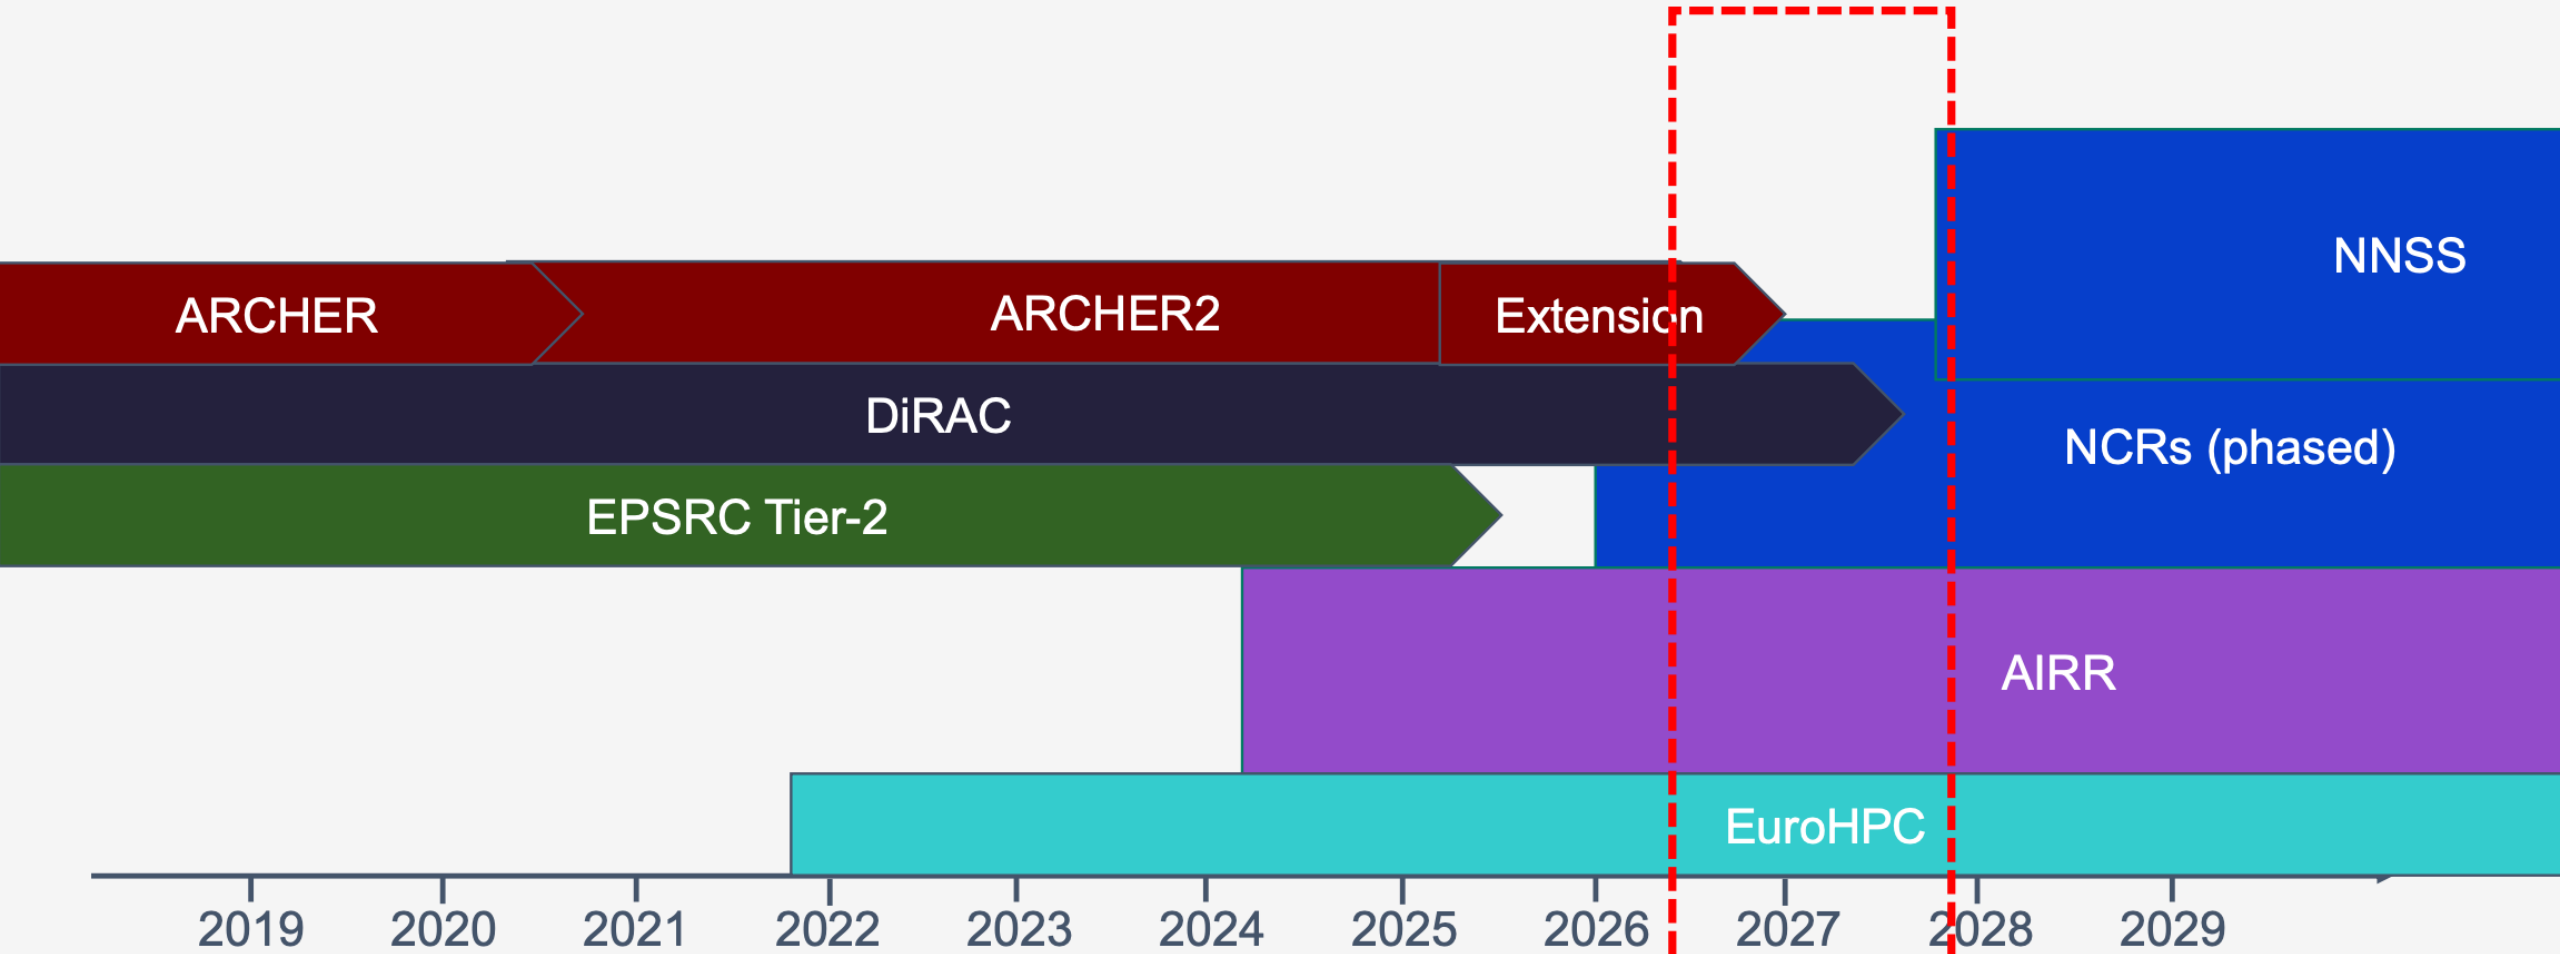 NNSS
ARCHER
ARCHER2
Extension
DiRAC
NCRs (phased)
EPSRC Tier-2
AIRR
EuroHPC
2019 2020 2021 2022 2023 2024 2025 2026 2027 2028 2029